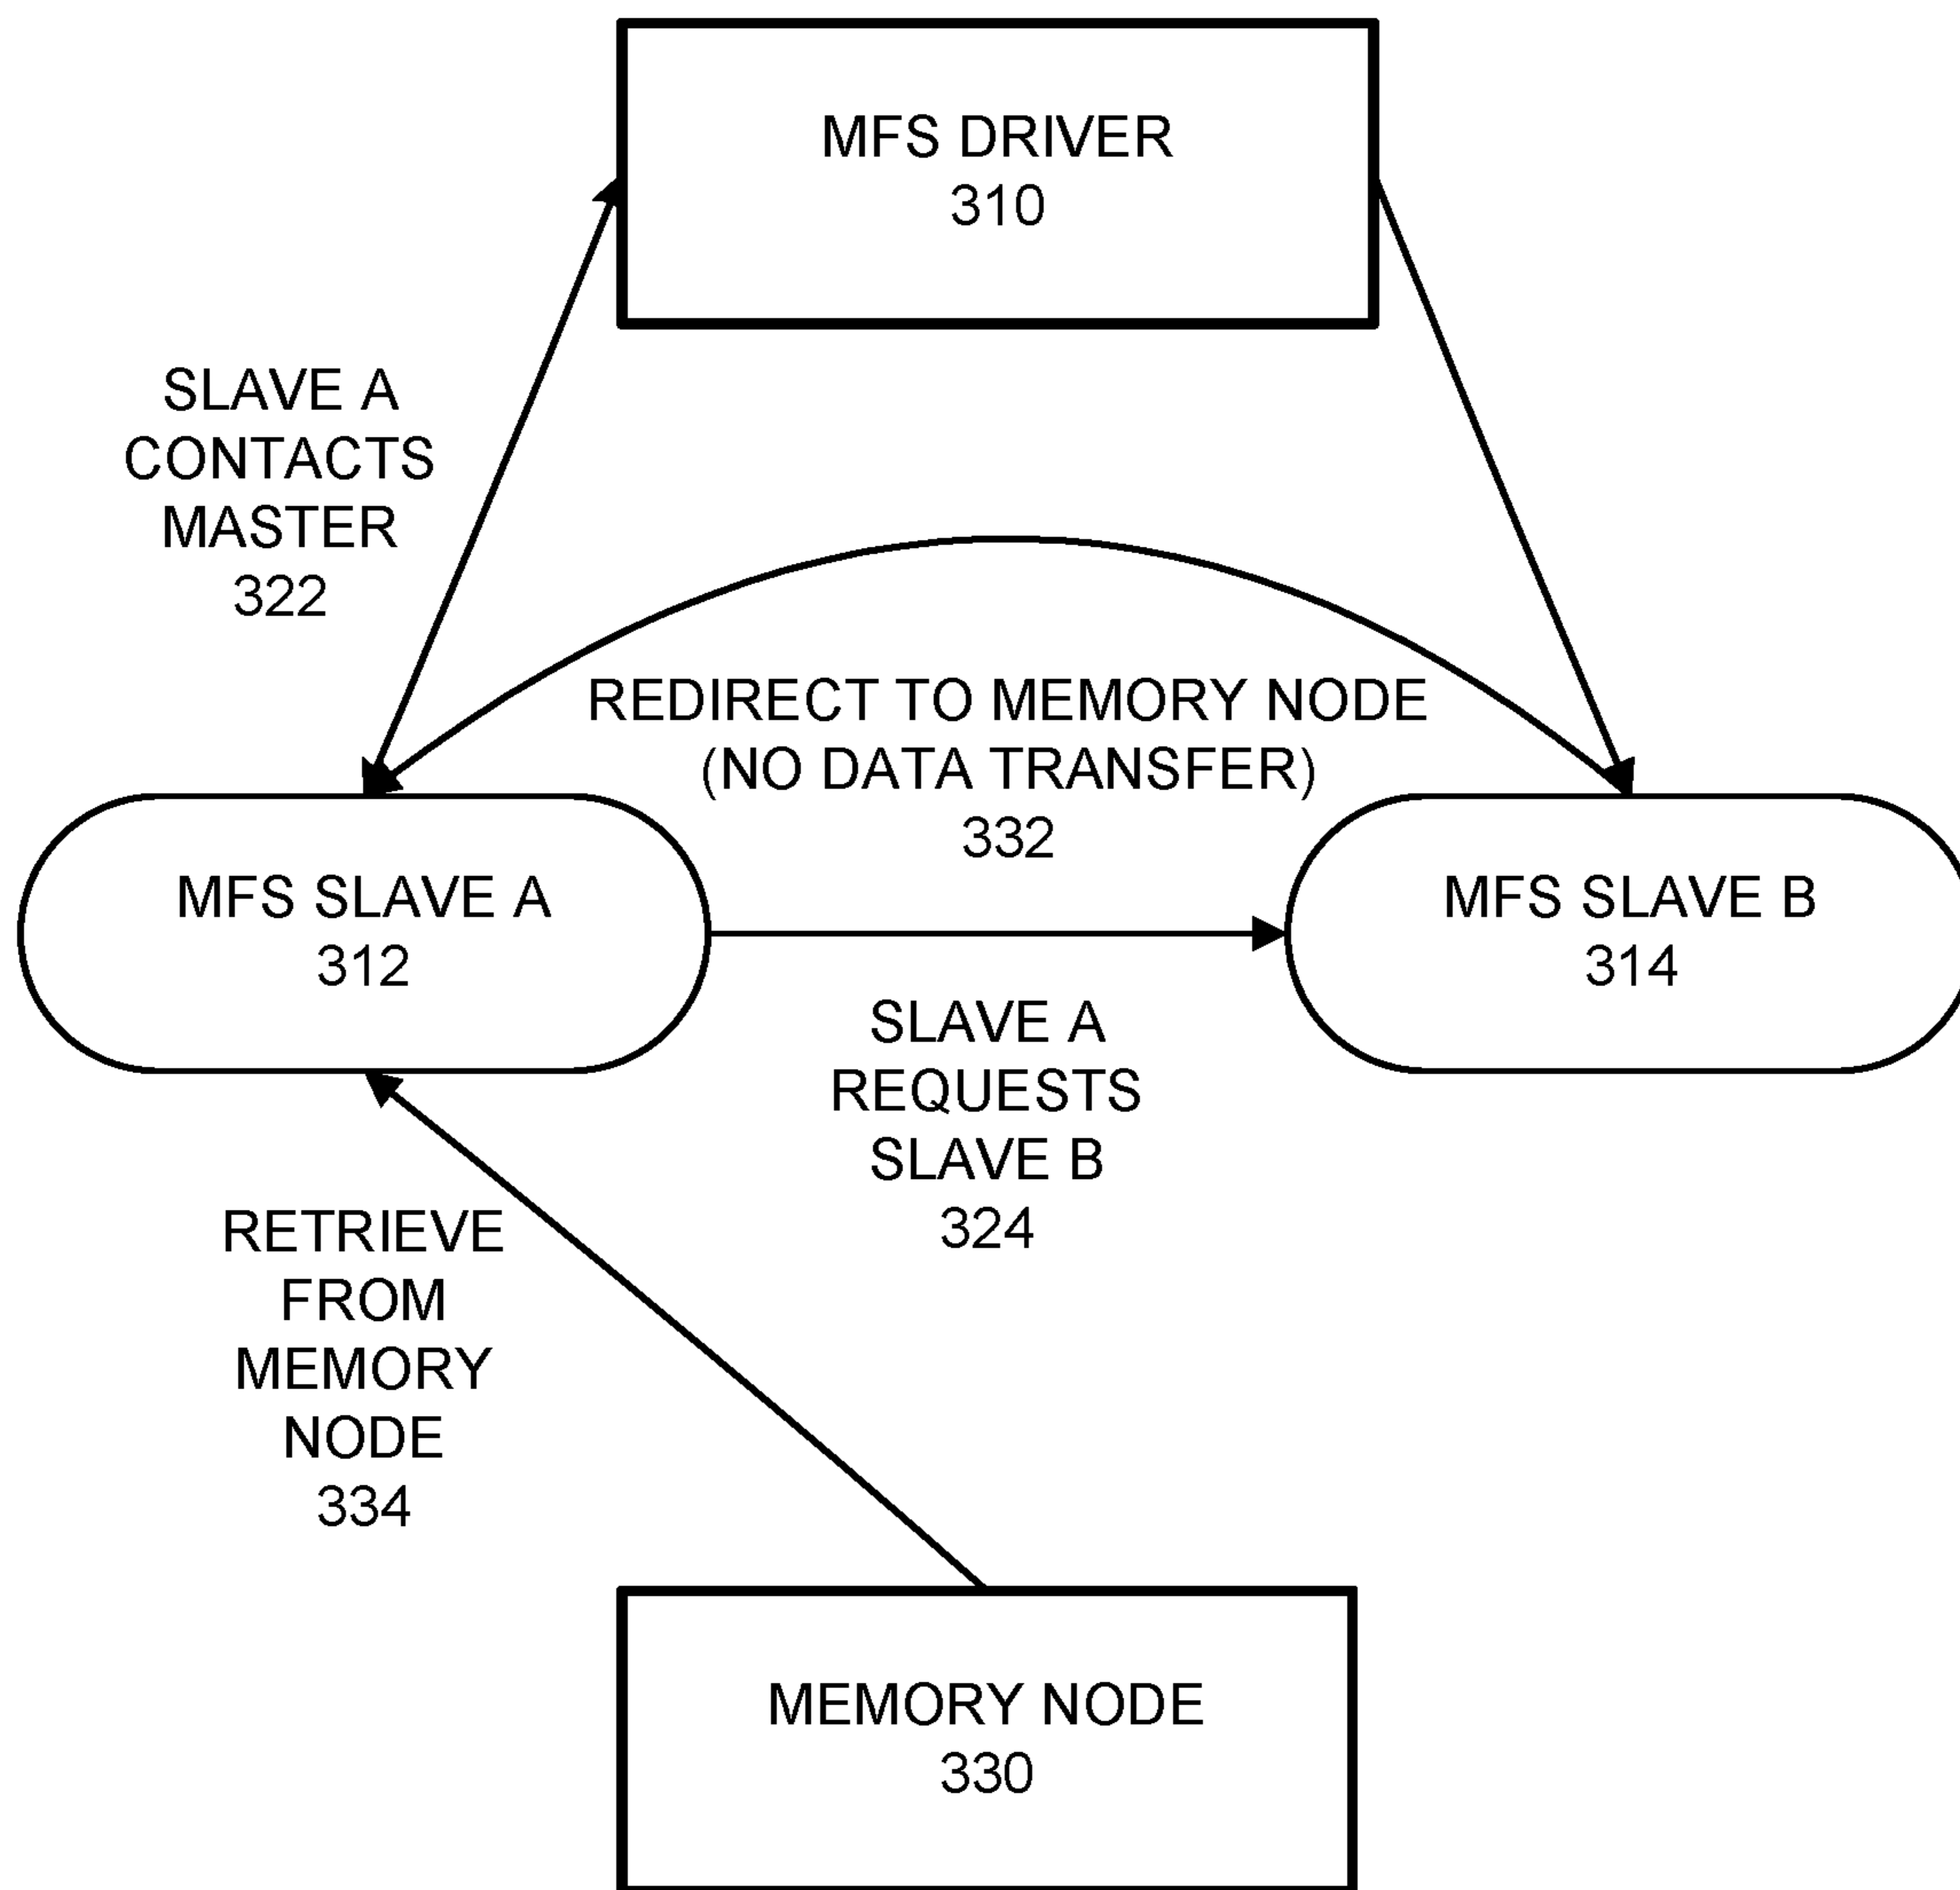 MFS DRIVER
310
SLAVE A
CONTACTS
MASTER
322
REDIRECT TO MEMORY NODE
(NO DATA TRANSFER)
332
MFS SLAVE A
312
MFS SLAVE B
314
SLAVE A
REQUESTS
SLAVE B
324
RETRIEVE
FROM
MEMORY
NODE
334
MEMORY NODE
330